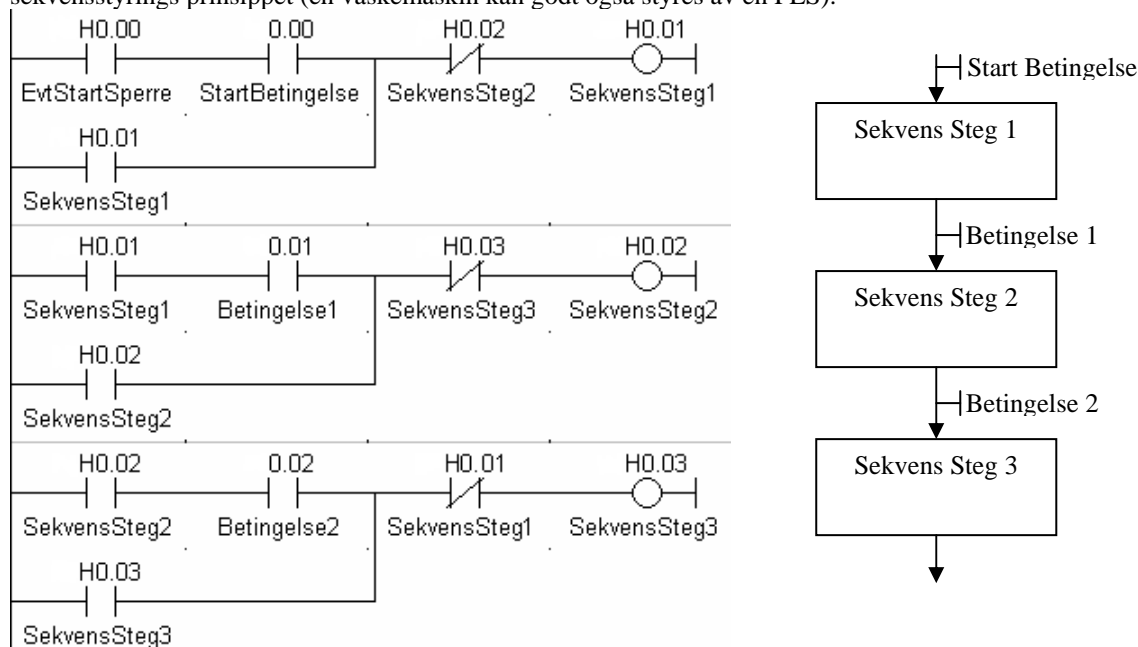 sekvensstyrings prinsippet (en vaskemaskin kan godt også styres av en PLS):
H0.00 0.00 H0.02 H0.01
EvtStartSperre StartBetingelse SekvensSteg2 SekvensSteg1
H0.01
SekvensSteg1
H0.01 0.01 H0.03 H0.02
SekvensSteg1 Betingelse1 SekvensSteg3 SekvensSteg2
H0.02
SekvensSteg2
H0.02 0.02 H0.01 H0.03
SekvensSteg2 Betingelse2 SekvensSteg1 SekvensSteg3
H0.03
SekvensSteg3
Start Betingelse
Sekvens Steg 1
Betingelse 1
Sekvens Steg 2
Betingelse 2
Sekvens Steg 3